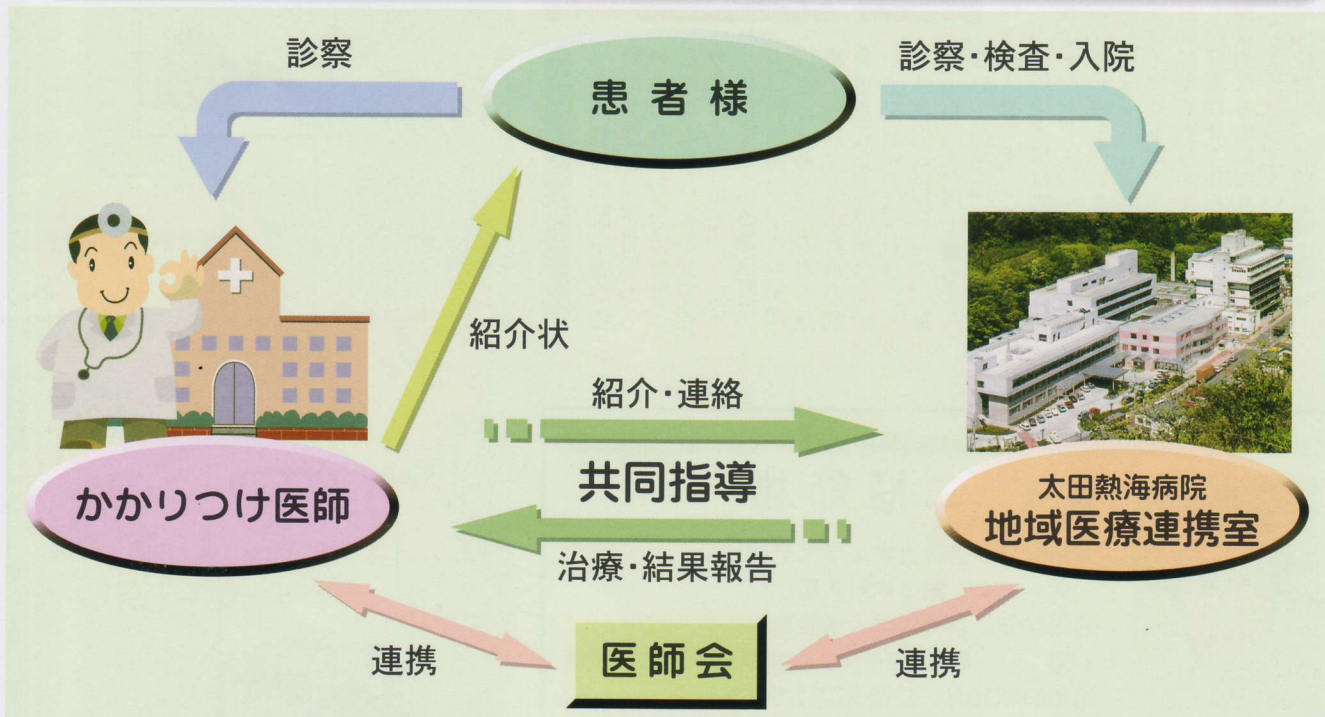 診察
患者様
診察・検査・入院
紹介状
紹介・連絡
共同指導
治療・結果報告
かかりつけ医師
太田熱海病院
地域医療連携室
連携
医師会
連携